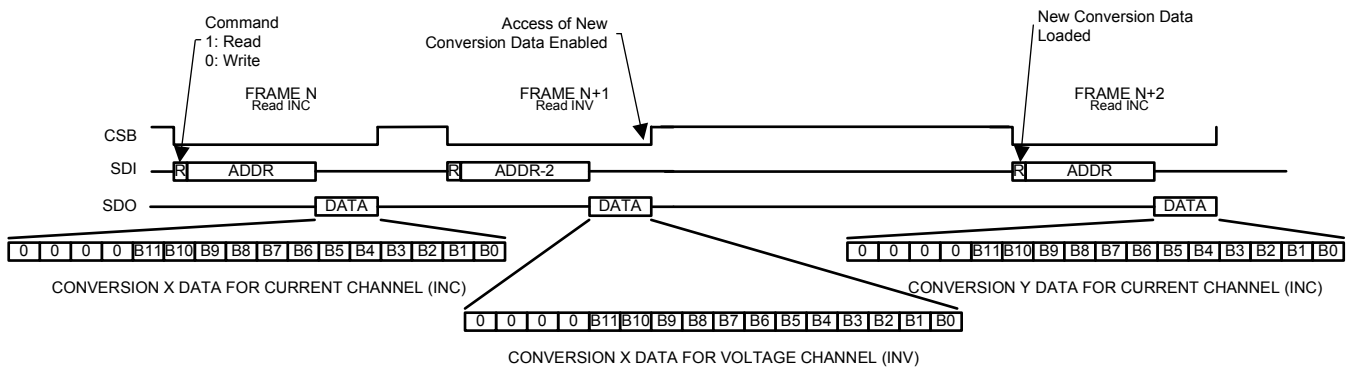 Command
1: Read
0: Write
Access of New
Conversion Data Enabled
New Conversion Data
Loaded
FRAME N
Read INC
FRAME N+1
Read INV
FRAME N+2
Read INC
CSB
SDI
R ADDR
R ADDR-2
R ADDR
SDO
DATA
DATA
DATA
0 0 0 0 B11 B10 B9 B8 B7 B6 B5 B4 B3 B2 B1 B0
0 0 0 0 B11 B10 B9 B8 B7 B6 B5 B4 B3 B2 B1 B0
CONVERSION X DATA FOR CURRENT CHANNEL (INC)
CONVERSION Y DATA FOR CURRENT CHANNEL (INC)
0 0 0 0 B11 B10 B9 B8 B7 B6 B5 B4 B3 B2 B1 B0
CONVERSION X DATA FOR VOLTAGE CHANNEL (INV)